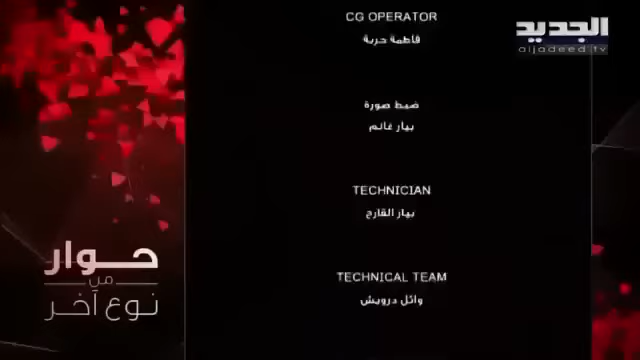 CG OPERATOR
فاطمة حربة
ضبط صورة
بيار غانم
TECHNICIAN
بيار القارح
TECHNICAL TEAM
وائل درويش
الجديد
aljadeed.tv
حوار
من
نوع آخر